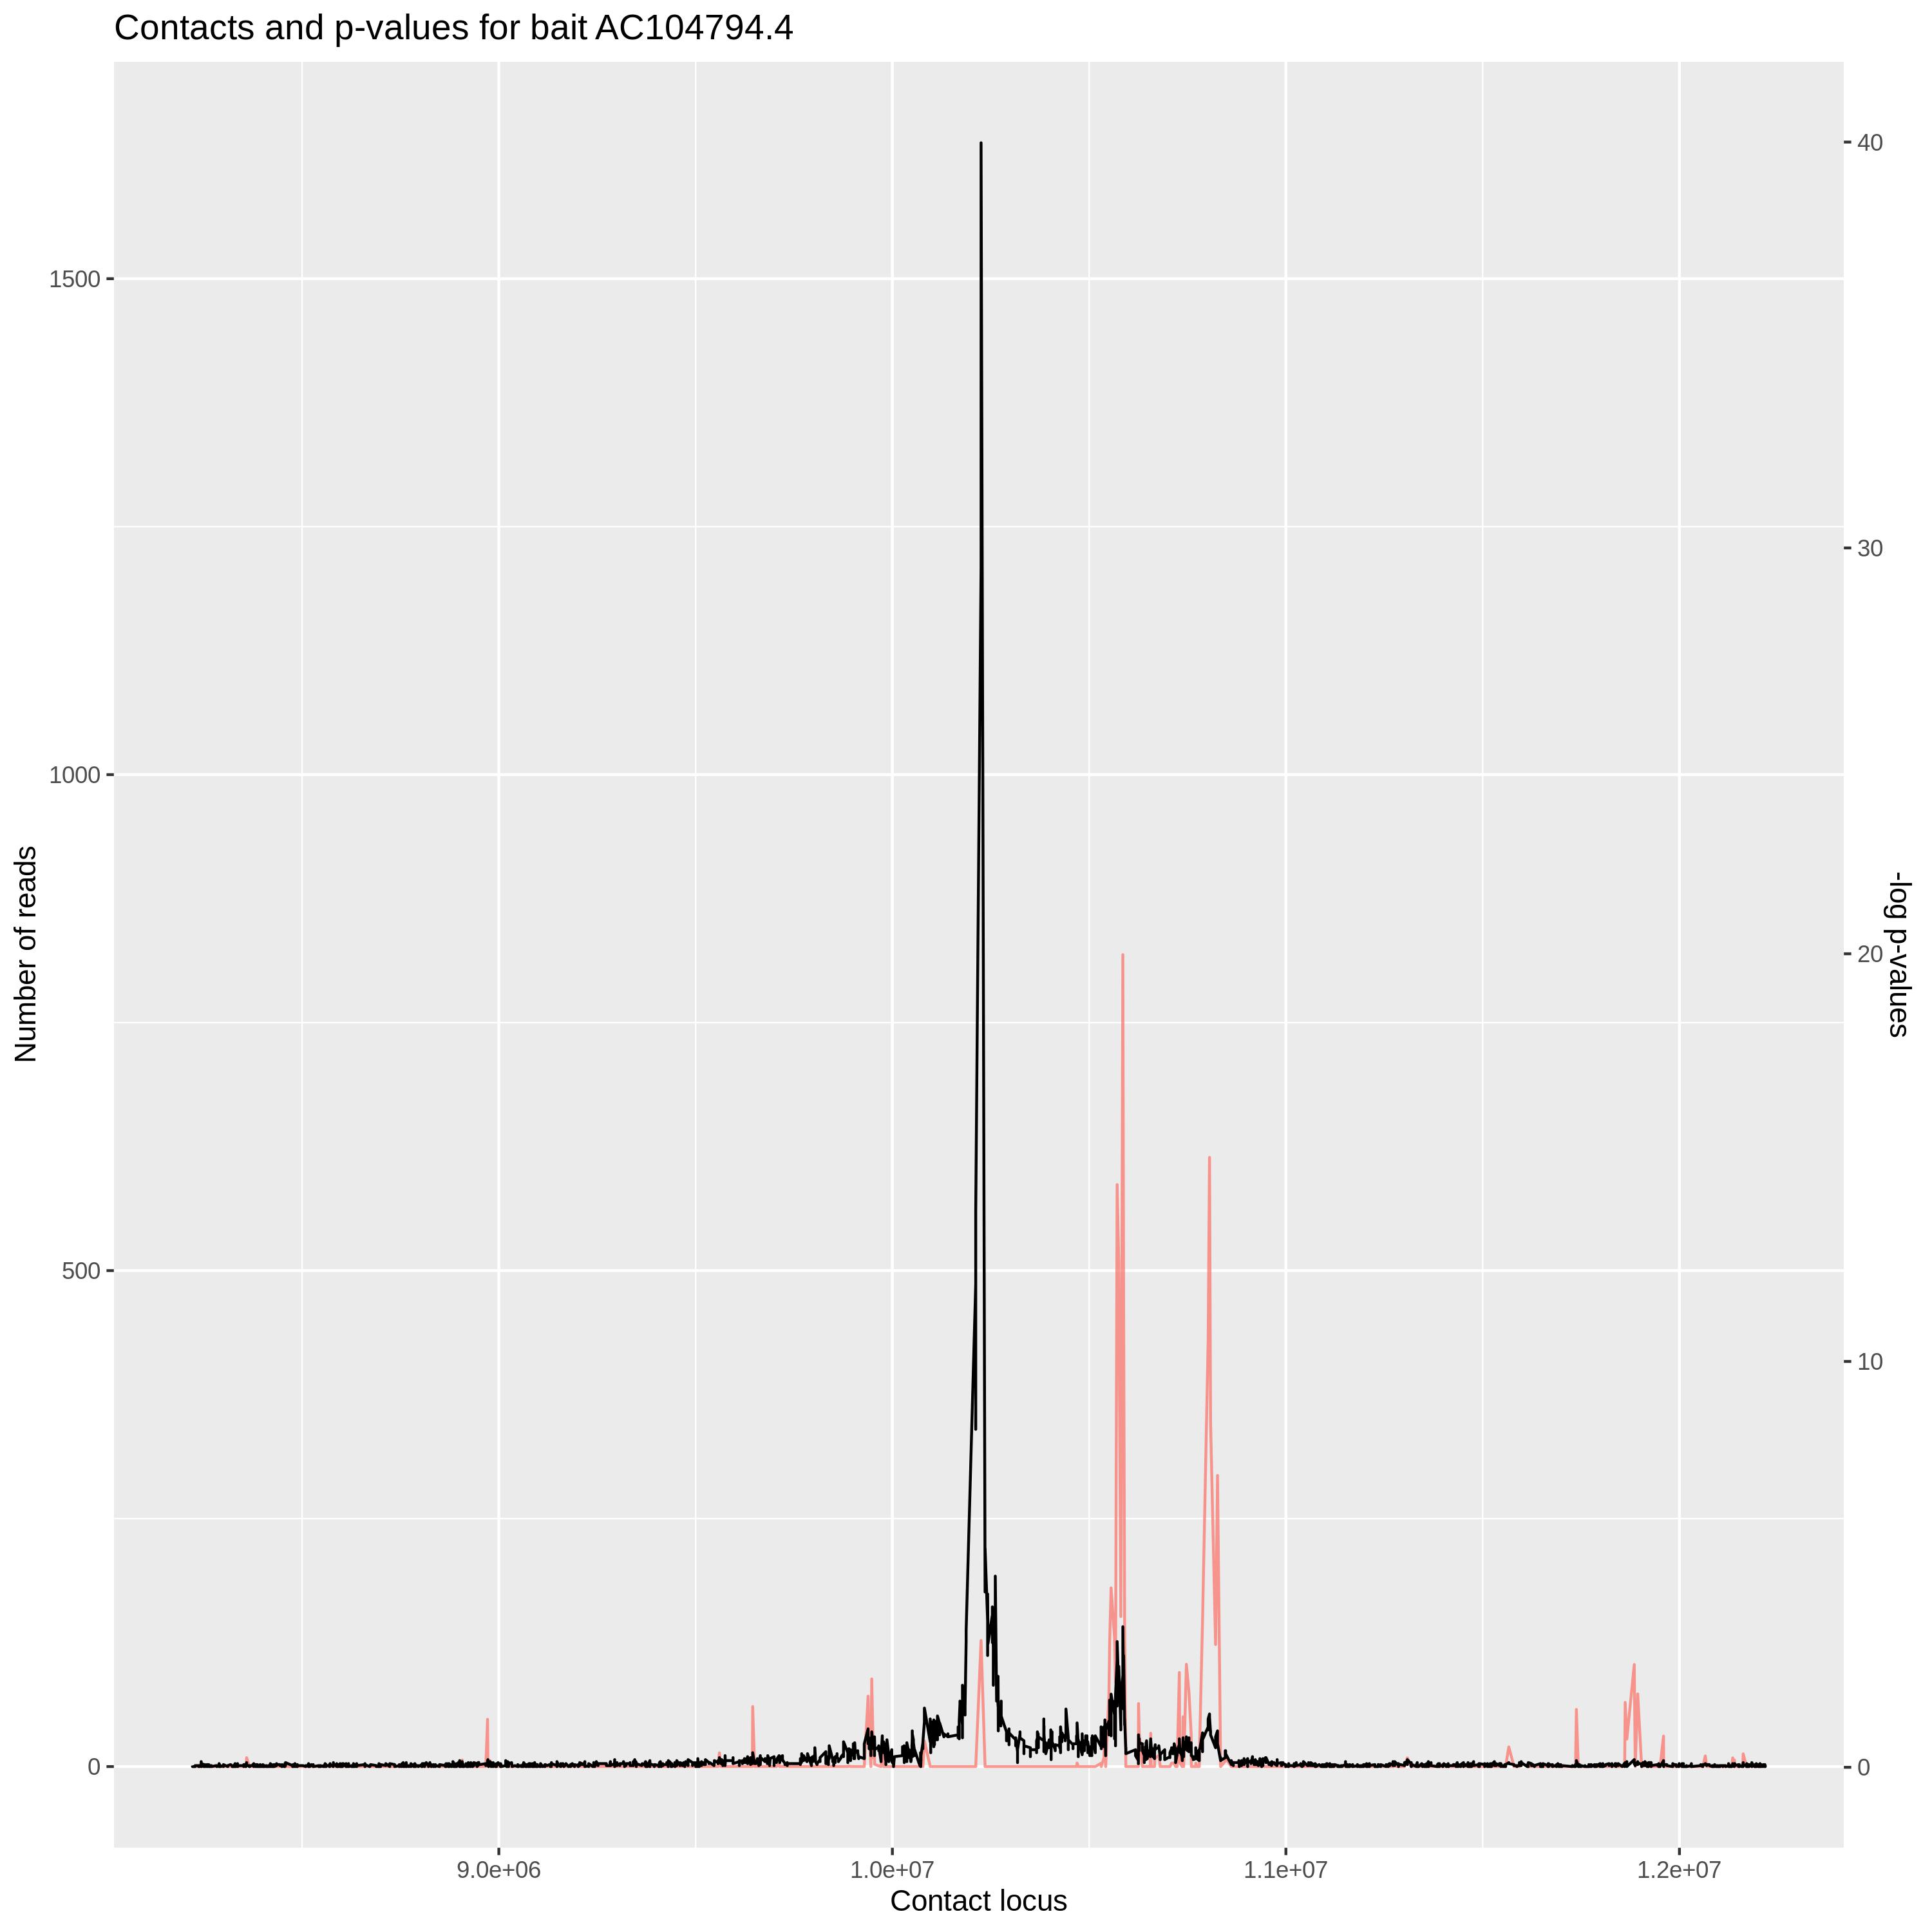 Contacts and p-values for bait AC104794.4
Number of reads
1500
1000
500
0
40
30
20
10
0
-log p-values
9.0e+06
1.0e+07
1.1e+07
1.2e+07
Contact locus